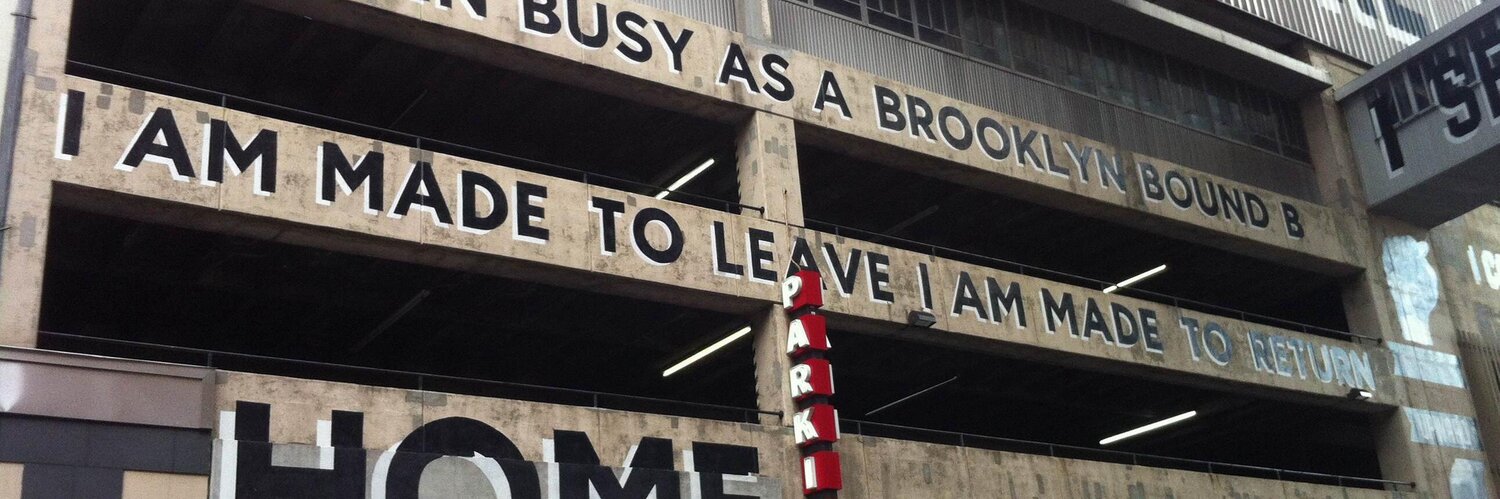 BUSY AS A BROOKLYN BOUND B
I AM MADE TO LEAVE I AM MADE TO RETURN
HOME
PARKI